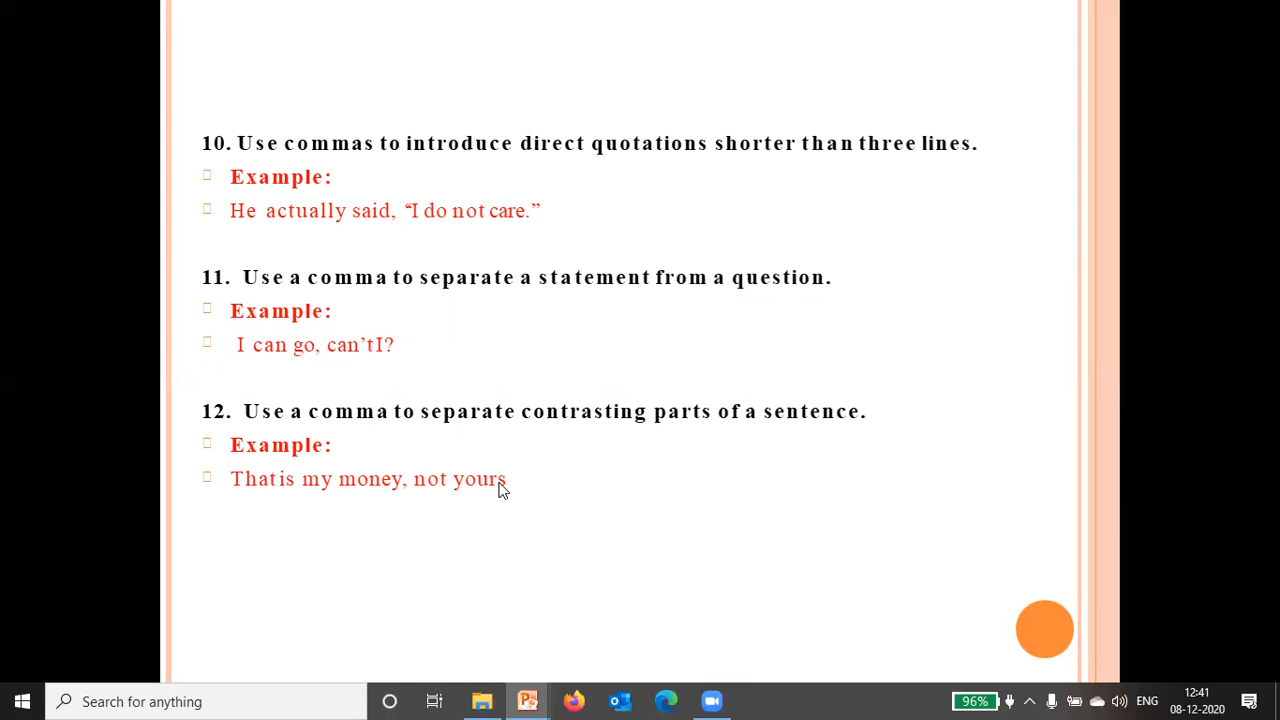 10. Use commas to introduce direct quotations shorter than three lines.
Example:
He actually said, “I do not care.”
11. Use a comma to separate a statement from a question.
Example:
I can go, can’t I?
12. Use a comma to separate contrasting parts of a sentence.
Example:
That is my money, not yours
Search for anything
96%
ENG
12:41
08-12-2020